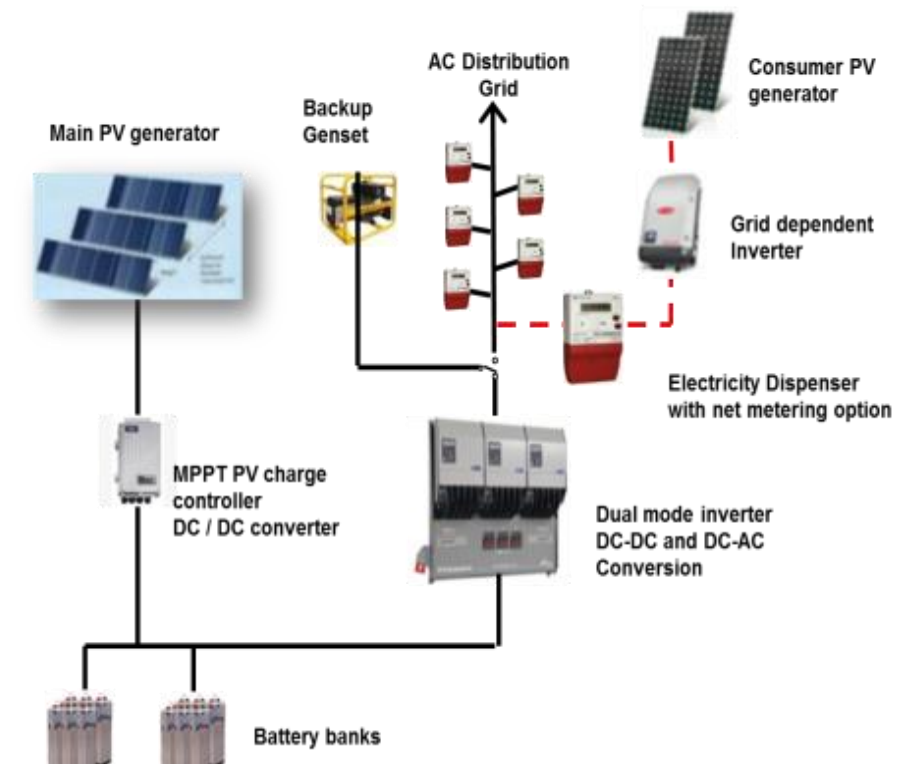 AC Distribution
Grid
Consumer PV
generator
Backup
Genset
Main PV generator
Grid dependent
Inverter
Electricity Dispenser
with net metering option
MPPT PV charge
controller
DC / DC converter
Dual mode inverter
DC-DC and DC-AC
Conversion
Battery banks